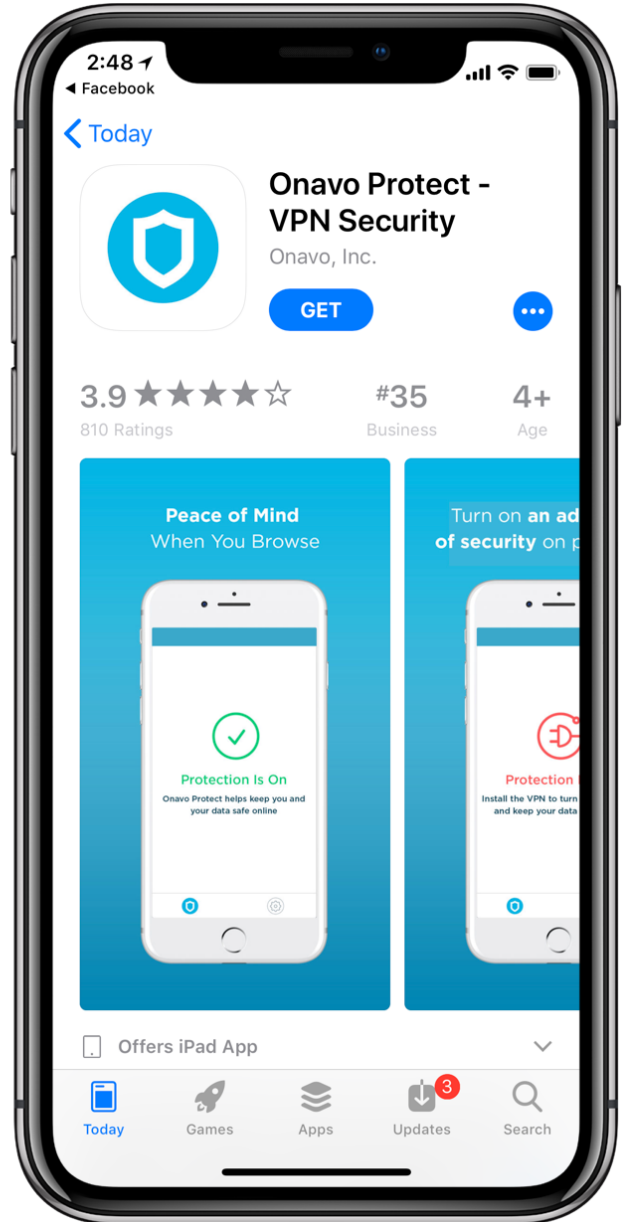 2:48
Facebook
Today
Onavo Protect -
VPN Security
Onavo, Inc.
GET
3.9
#35
4+
810 Ratings
Business
Age
Peace of Mind
When You Browse
Protection Is On
Onavo Protect helps keep you and
your data safe online
Turn on an ad
of security on p
Protection
Install the VPN to turn
and keep your data
Offers iPad App
3
Today
Games
Apps
Updates
Search